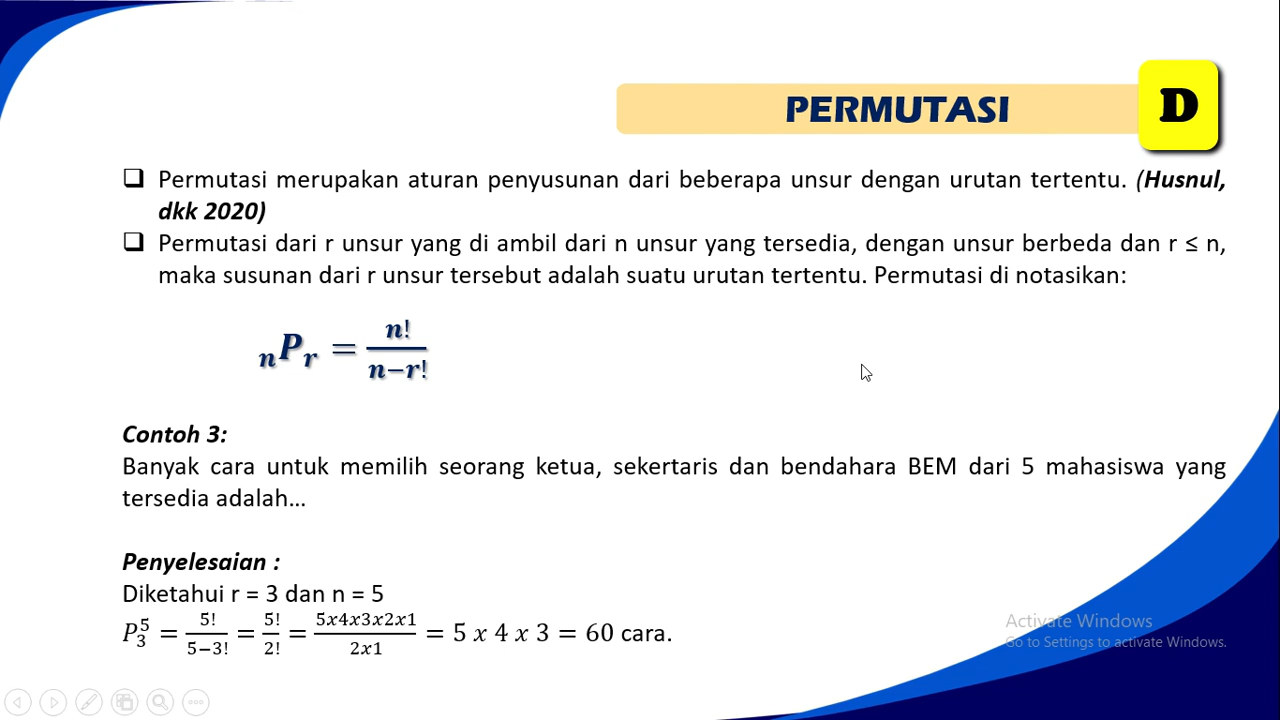 PERMUTASI
D
❑ Permutasi merupakan aturan penyusunan dari beberapa unsur dengan urutan tertentu. (Husnul,
dkk 2020)
❑ Permutasi dari r unsur yang di ambil dari n unsur yang tersedia, dengan unsur berbeda dan r ≤ n,
maka susunan dari r unsur tersebut adalah suatu urutan tertentu. Permutasi di notasikan:
ₙPᵣ = n!/n−r!
Contoh 3:
Banyak cara untuk memilih seorang ketua, sekertaris dan bendahara BEM dari 5 mahasiswa yang
tersedia adalah...
Penyelesaian :
Diketahui r = 3 dan n = 5
P₃⁵ = 5!/5−3! = 5!/2! = 5x4x3x2x1/2x1 = 5 x 4 x 3 = 60 cara.
Activate Windows
Go to Settings to activate Windows.